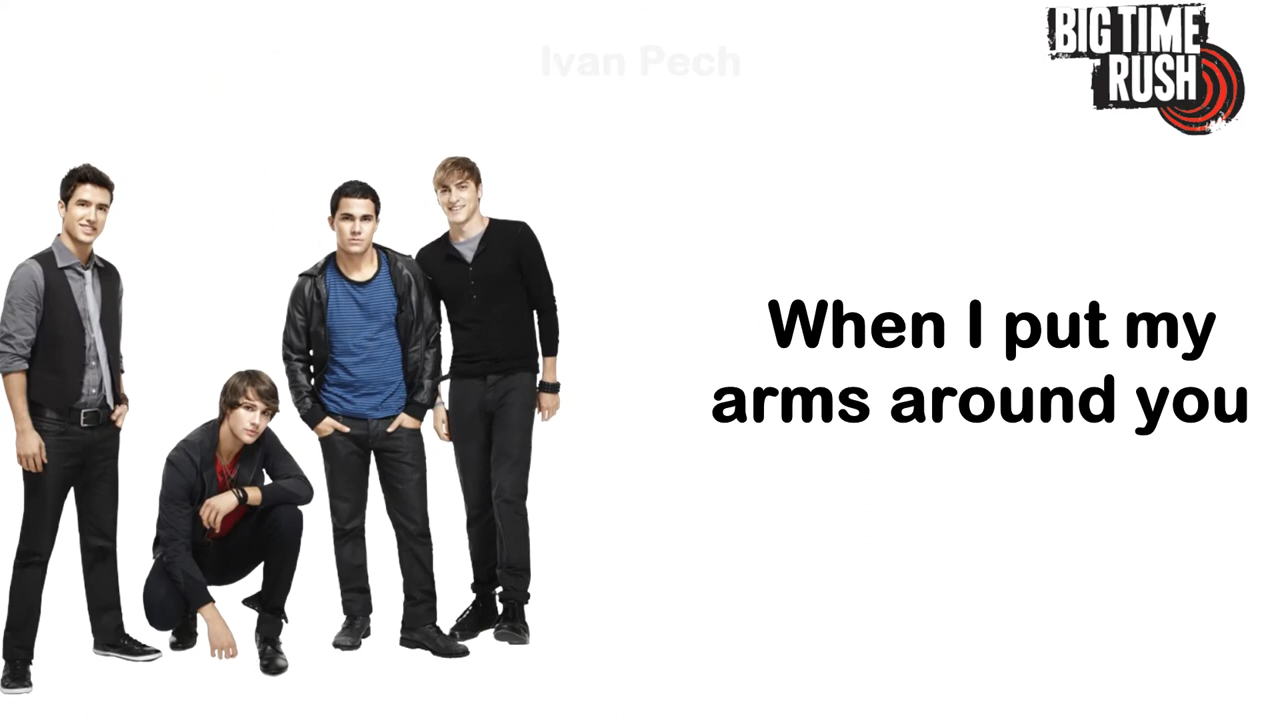 Ivan Pech
BIG TIME
RUSH
When I put my
arms around you